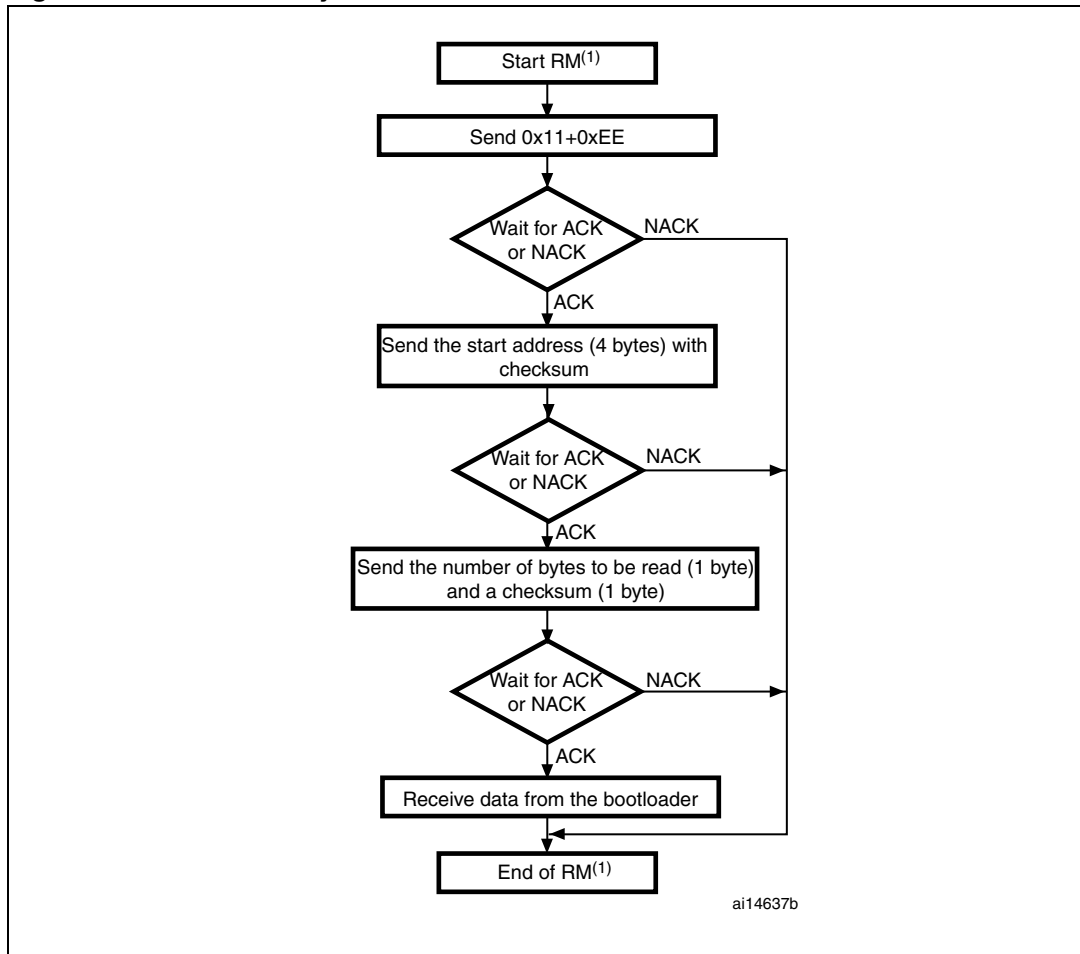 Start RM(1)
Send 0x11+0xEE
Wait for ACK
or NACK
NACK
ACK
Send the start address (4 bytes) with
checksum
Wait for ACK
or NACK
NACK
ACK
Send the number of bytes to be read (1 byte)
and a checksum (1 byte)
Wait for ACK
or NACK
NACK
ACK
Receive data from the bootloader
End of RM(1)
ai14637b